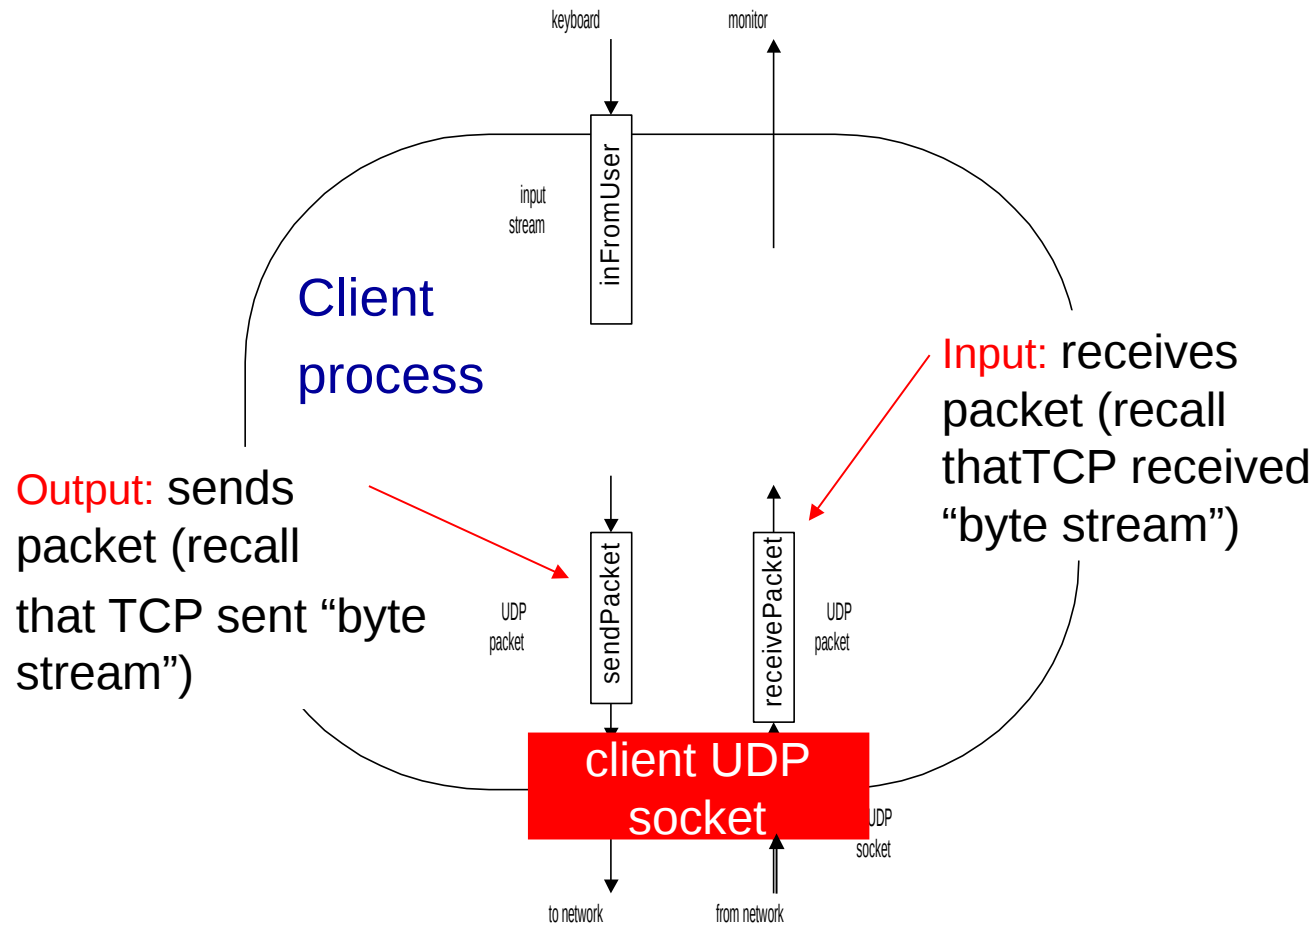 keyboard
monitor
inFromUser
input
stream
Client
process
Input: receives
packet (recall
thatTCP received
“byte stream”)
Output: sends
packet (recall
that TCP sent “byte
stream”)
sendPacket
receivePacket
UDP
packet
UDP
packet
client UDP
socket
UDP
socket
to network
from network